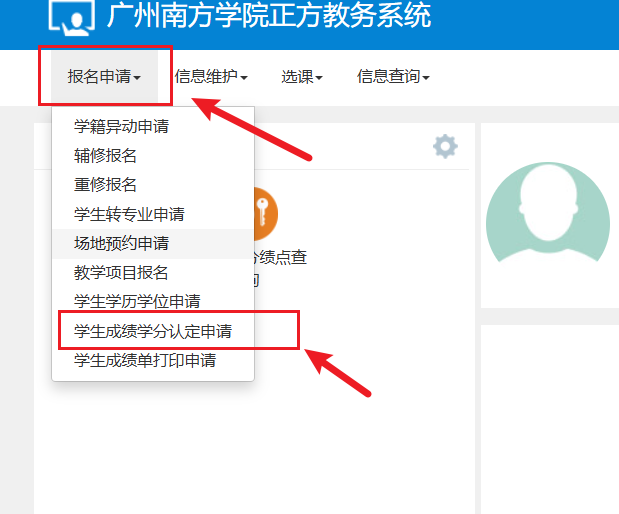 广州南方学院正方教务系统
报名申请 信息维护 选课 信息查询
学籍异动申请
辅修报名
重修报名
学生转专业申请
场地预约申请
绩点查
教学项目报名
学生学历学位申请
学生成绩学分认定申请
学生成绩单打印申请